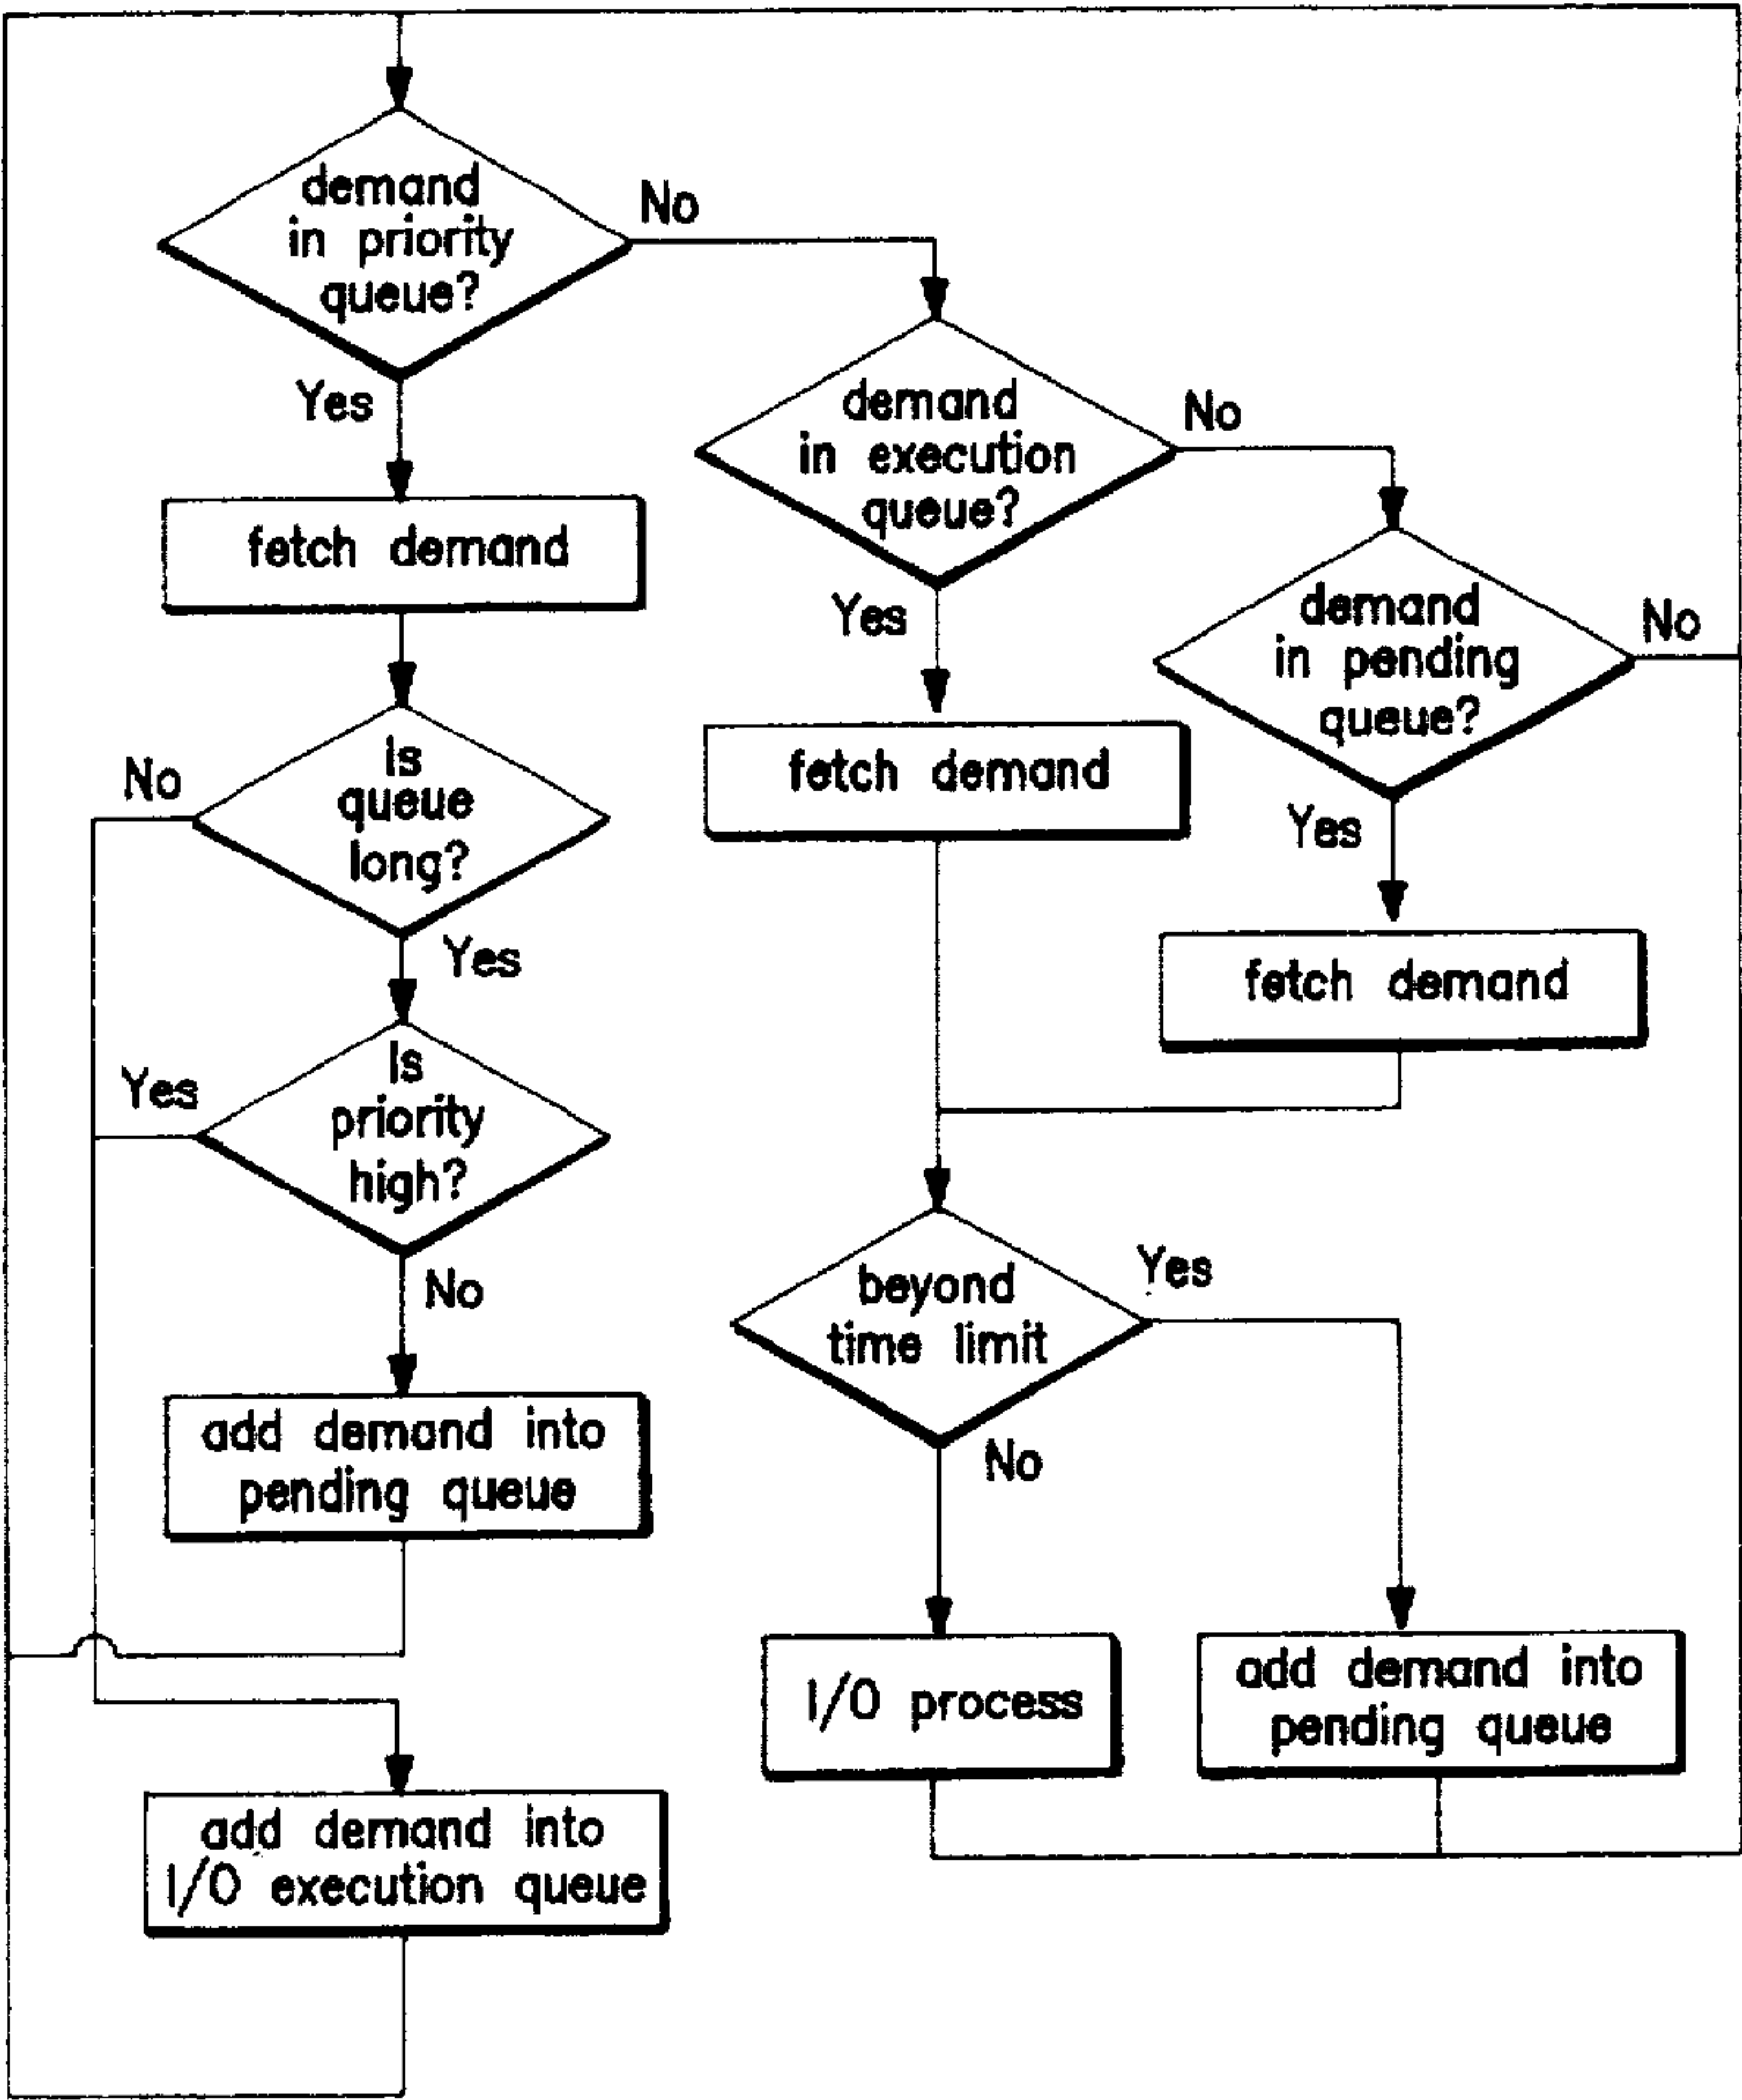 demand
in priority
queue?
No
Yes
fetch demand
is
queue
long?
No
Yes
is
priority
high?
Yes
No
add demand into
pending queue
add demand into
I/O execution queue
demand
in execution
queue?
No
Yes
fetch demand
demand
in pending
queue?
No
Yes
fetch demand
beyond
time limit
Yes
No
I/O process
add demand into
pending queue